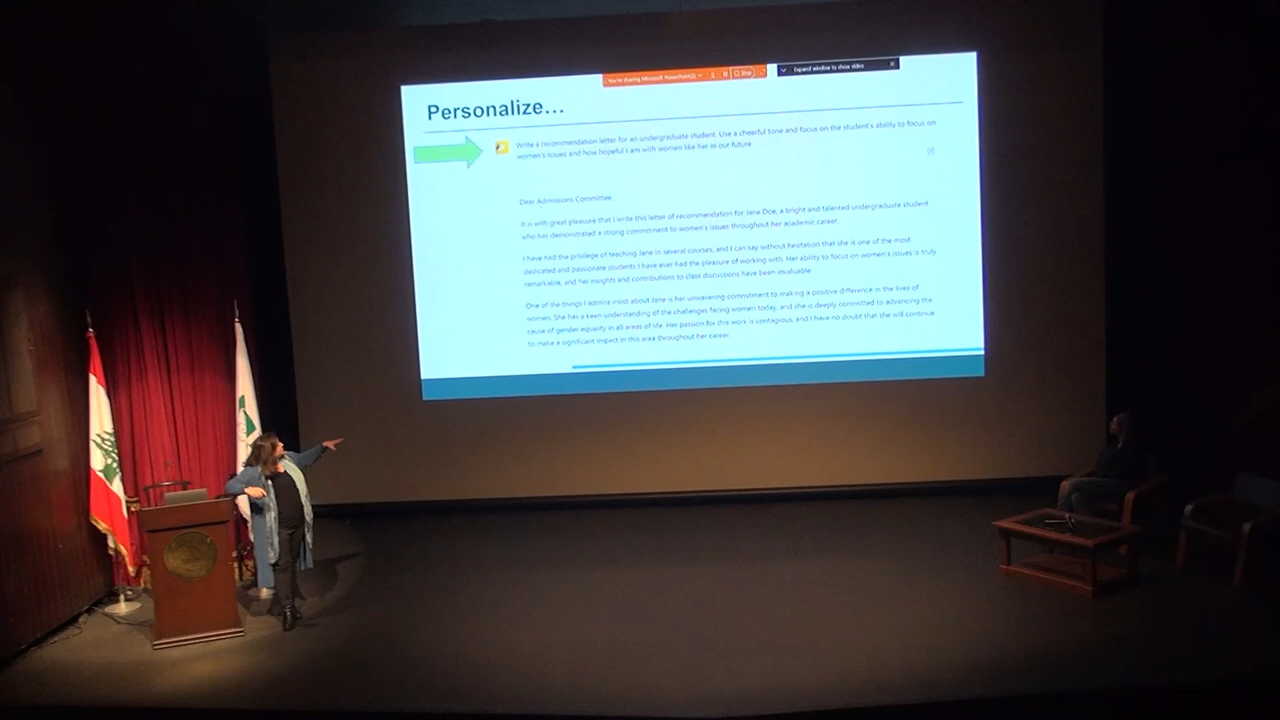 You're sharing Microsoft PowerPoint(2)
Stop
Expand window to show video
Personalize...
Write a recommendation letter for an undergraduate student. Use a cheerful tone and focus on the student's ability to focus on
women's issues and how hopeful I am with women like her in our future.
Dear Admissions Committee,
It is with great pleasure that I write this letter of recommendation for Jane Doe, a bright and talented undergraduate student
who has demonstrated a strong commitment to women's issues throughout her academic career.
I have had the privilege of teaching Jane in several courses, and I can say without hesitation that she is one of the most
dedicated and passionate students I have ever had the pleasure of working with. Her ability to focus on women's issues is truly
remarkable, and her insights and contributions to class discussions have been invaluable.
One of the things I admire most about Jane is her unwavering commitment to making a positive difference in the lives of
women. She has a keen understanding of the challenges facing women today, and she is deeply committed to advancing the
cause of gender equality in all areas of life. Her passion for this work is contagious, and I have no doubt that she will continue
to make a significant impact in this area throughout her career.